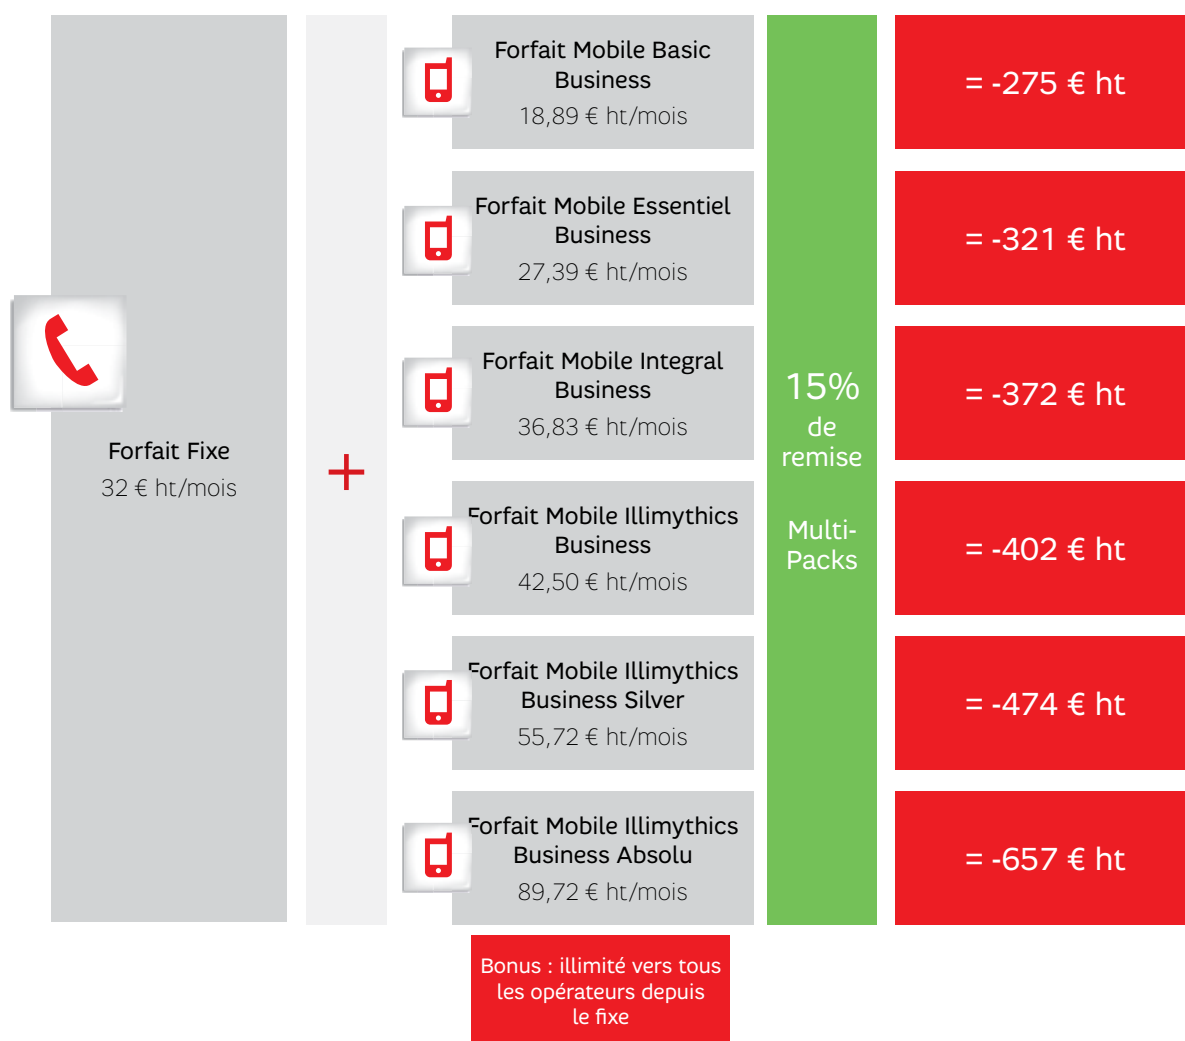 Forfait Fixe
32 € ht/mois
+
Forfait Mobile Basic
Business
18,89 € ht/mois
Forfait Mobile Essentiel
Business
27,39 € ht/mois
Forfait Mobile Integral
Business
36,83 € ht/mois
Forfait Mobile Illimythics
Business
42,50 € ht/mois
Forfait Mobile Illimythics
Business Silver
55,72 € ht/mois
Forfait Mobile Illimythics
Business Absolu
89,72 € ht/mois
15%
de
remise
Multi-
Packs
= -275 € ht
= -321 € ht
= -372 € ht
= -402 € ht
= -474 € ht
= -657 € ht
Bonus : illimité vers tous
les opérateurs depuis
le fixe